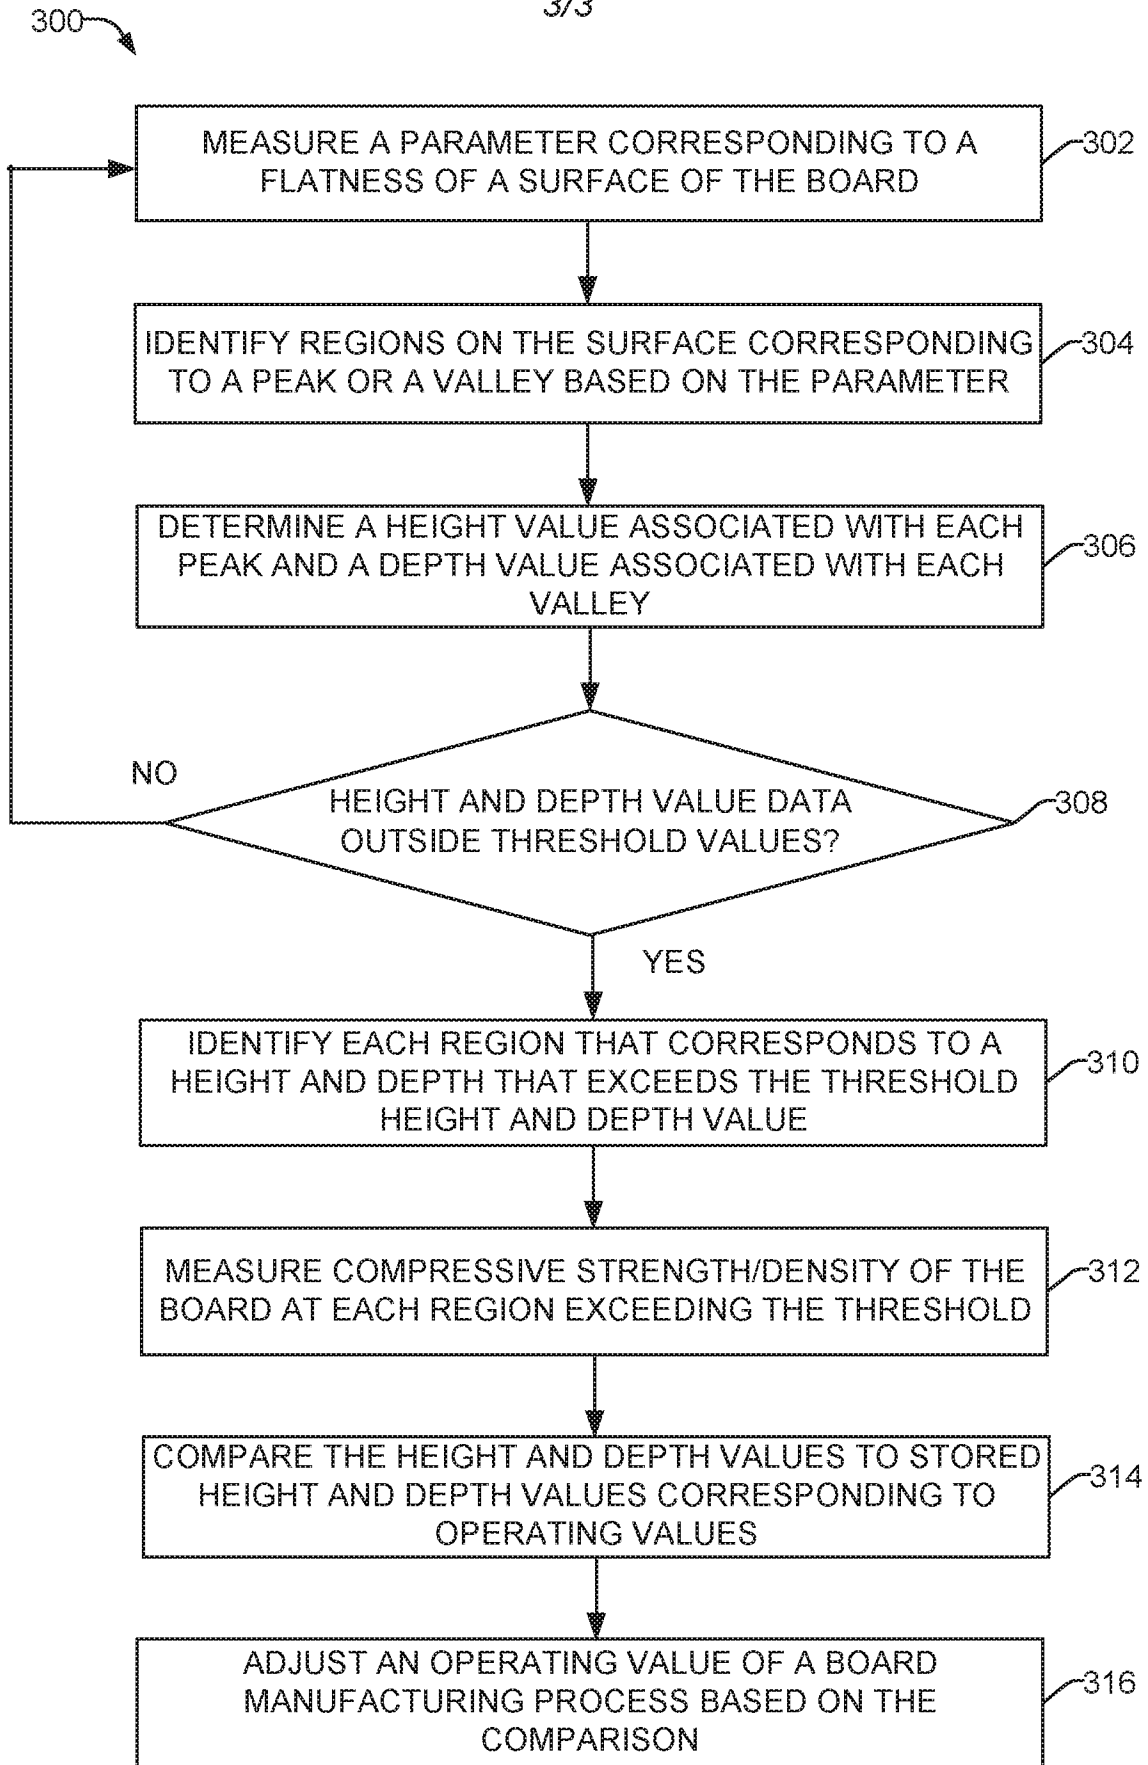 3/3
300
MEASURE A PARAMETER CORRESPONDING TO A
FLATNESS OF A SURFACE OF THE BOARD
302
IDENTIFY REGIONS ON THE SURFACE CORRESPONDING
TO A PEAK OR A VALLEY BASED ON THE PARAMETER
304
DETERMINE A HEIGHT VALUE ASSOCIATED WITH EACH
PEAK AND A DEPTH VALUE ASSOCIATED WITH EACH
VALLEY
306
NO
HEIGHT AND DEPTH VALUE DATA
OUTSIDE THRESHOLD VALUES?
308
YES
IDENTIFY EACH REGION THAT CORRESPONDS TO A
HEIGHT AND DEPTH THAT EXCEEDS THE THRESHOLD
HEIGHT AND DEPTH VALUE
310
MEASURE COMPRESSIVE STRENGTH/DENSITY OF THE
BOARD AT EACH REGION EXCEEDING THE THRESHOLD
312
COMPARE THE HEIGHT AND DEPTH VALUES TO STORED
HEIGHT AND DEPTH VALUES CORRESPONDING TO
OPERATING VALUES
314
ADJUST AN OPERATING VALUE OF A BOARD
MANUFACTURING PROCESS BASED ON THE
COMPARISON
316